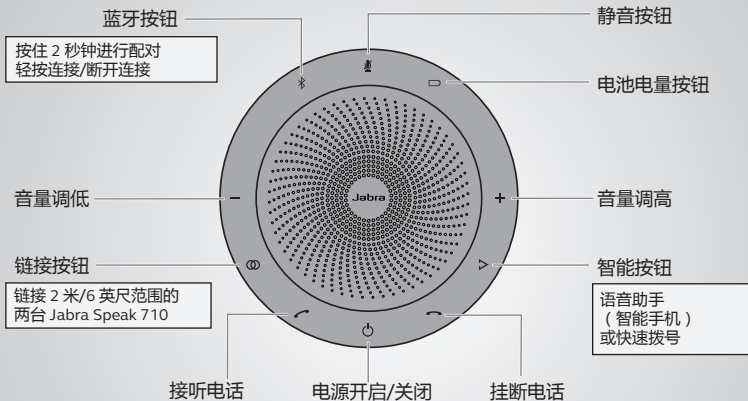 蓝牙按钮
按住 2 秒钟进行配对
轻按连接/断开连接
静音按钮
电池电量按钮
音量调低
Jabra
音量调高
链接按钮
链接 2 米/6 英尺范围的
两台 Jabra Speak 710
智能按钮
语音助手
（智能手机）
或快速拨号
接听电话
电源开启/关闭
挂断电话